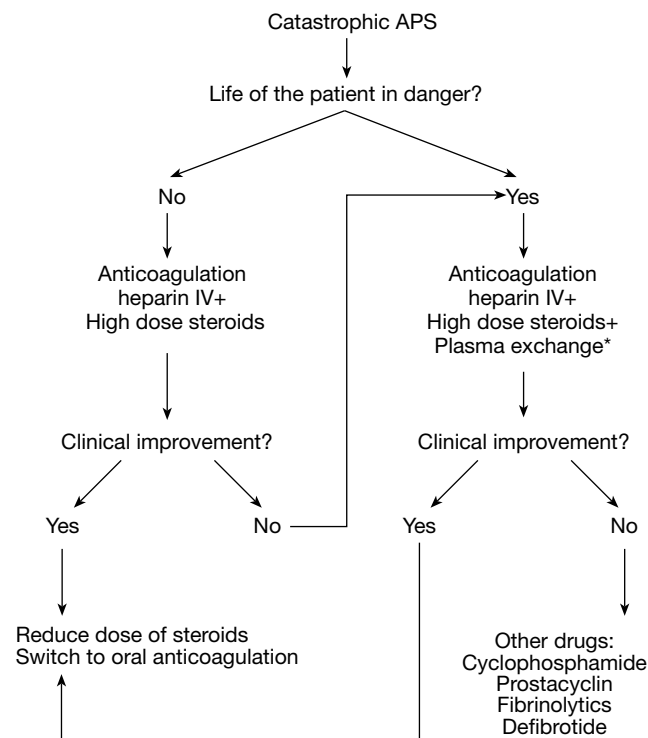 Catastrophic APS
Life of the patient in danger?
No
Yes
Anticoagulation
heparin IV+
High dose steroids
Anticoagulation
heparin IV+
High dose steroids+
Plasma exchange*
Clinical improvement?
Clinical improvement?
Yes
No
Yes
No
Reduce dose of steroids
Switch to oral anticoagulation
Other drugs:
Cyclophosphamide
Prostacyclin
Fibrinolytics
Defibrotide